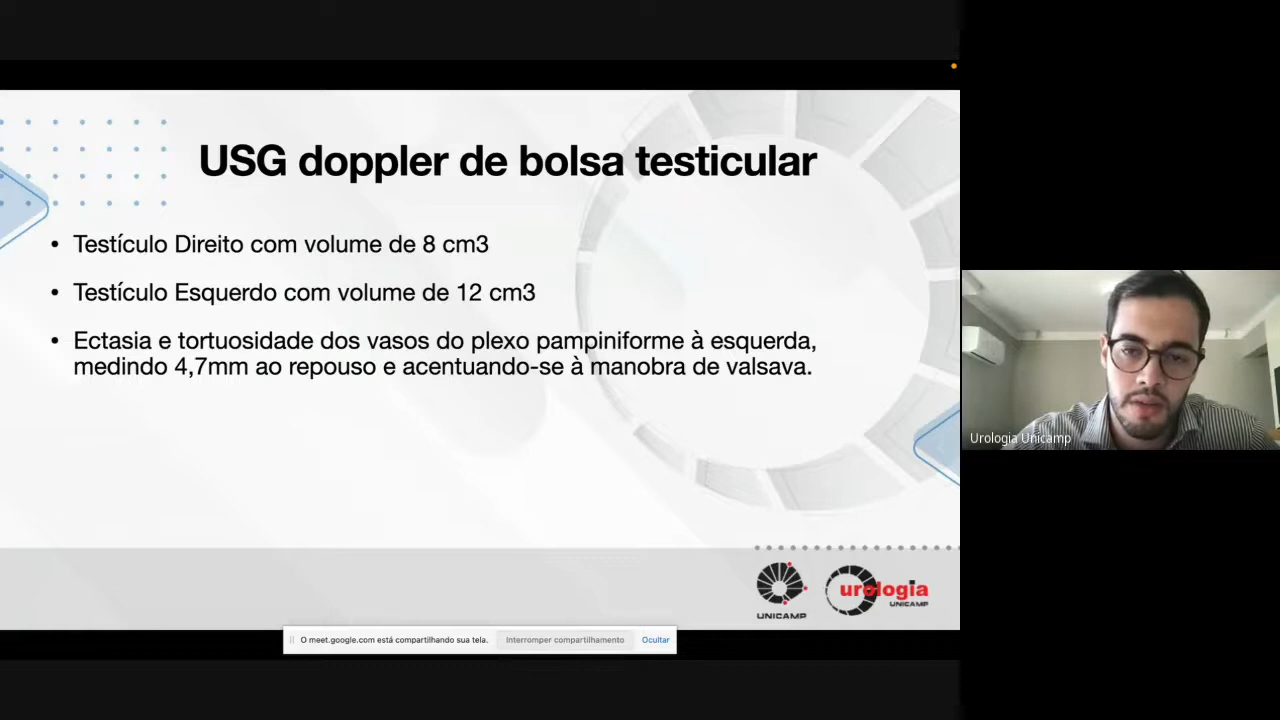 USG doppler de bolsa testicular
• Testículo Direito com volume de 8 cm3
• Testículo Esquerdo com volume de 12 cm3
• Ectasia e tortuosidade dos vasos do plexo pampiniforme à esquerda,
medindo 4,7mm ao repouso e acentuando-se à manobra de valsava.
Urologia Unicamp
UNICAMP
urologia
UNICAMP
O meet.google.com está compartilhando sua tela.
Interromper compartilhamento
Ocultar